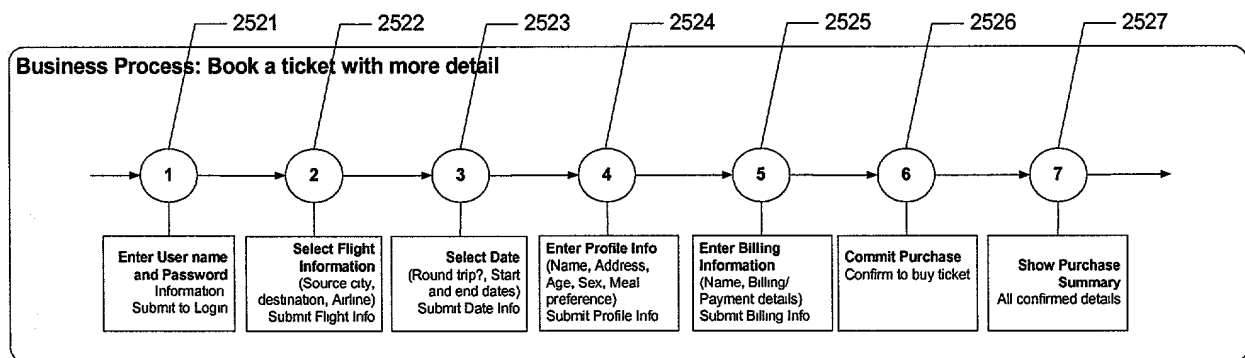 2521
2522
2523
2524
2525
2526
2527
Business Process: Book a ticket with more detail
1
2
3
4
5
6
7
Enter User name
and Password
Information
Submit to Login
Select Flight
Information
(Source city,
destination, Airline)
Submit Flight Info
Select Date
(Round trip?, Start
and end dates)
Submit Date Info
Enter Profile Info
(Name, Address,
Age, Sex, Meal
preference)
Submit Profile Info
Enter Billing
Information
(Name, Billing/
Payment details)
Submit Billing Info
Commit Purchase
Confirm to buy ticket
Show Purchase
Summary
All confirmed details